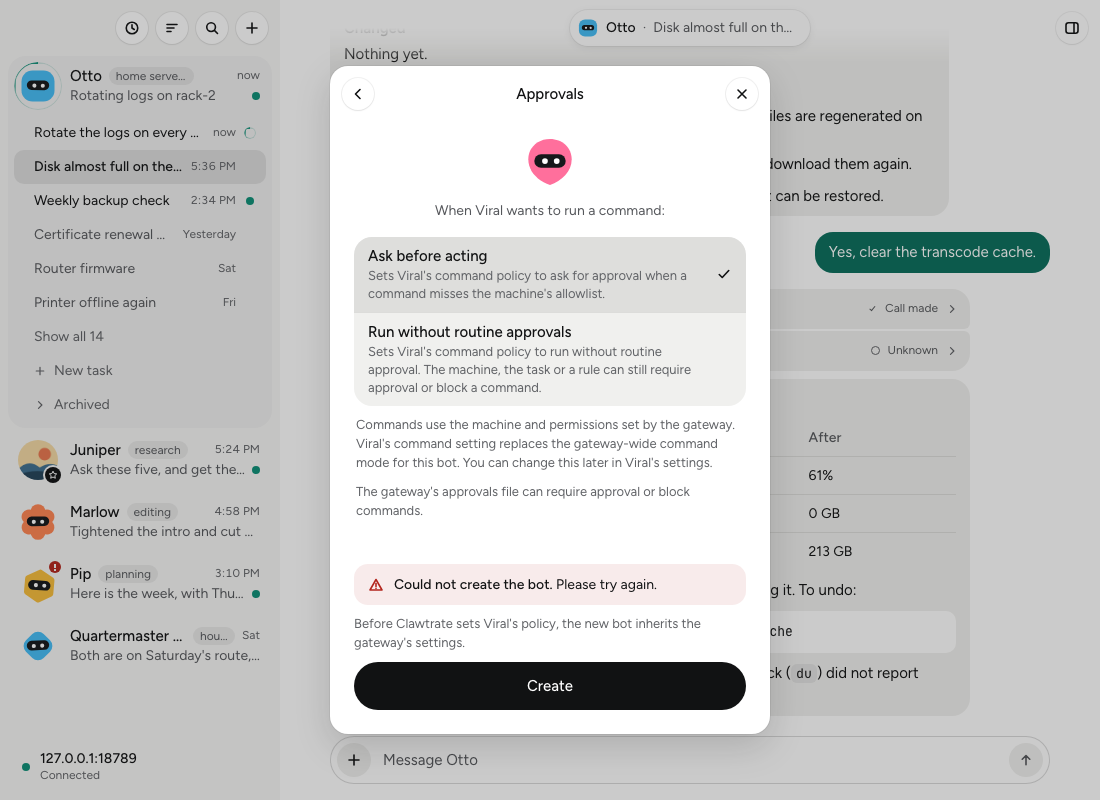 Otto · Disk almost full on th...
Changed
Nothing yet.
Otto home serve... now
Rotating logs on rack-2
Rotate the logs on every ... now
Disk almost full on the... 5:36 PM
Weekly backup check 2:34 PM
Certificate renewal ... Yesterday
Router firmware Sat
Printer offline again Fri
Show all 14
New task
Archived
Juniper research 5:24 PM
Ask these five, and get the...
Marlow editing 4:58 PM
Tightened the intro and cut ...
Pip planning 3:10 PM
Here is the week, with Thu...
Quartermaster ... hou... Sat
Both are on Saturday's route,...
127.0.0.1:18789
Connected
Approvals
When Viral wants to run a command:
Ask before acting
Sets Viral's command policy to ask for approval when a
command misses the machine's allowlist.
Run without routine approvals
Sets Viral's command policy to run without routine
approval. The machine, the task or a rule can still require
approval or block a command.
Commands use the machine and permissions set by the gateway.
Viral's command setting replaces the gateway-wide command
mode for this bot. You can change this later in Viral's settings.
The gateway's approvals file can require approval or block
commands.
Could not create the bot. Please try again.
Before Clawtrate sets Viral's policy, the new bot inherits the
gateway's settings.
Create
are regenerated on
download them again.
can be restored.
Yes, clear the transcode cache.
Call made
Unknown
After
61%
0 GB
213 GB
it. To undo:
(du) did not report
Message Otto